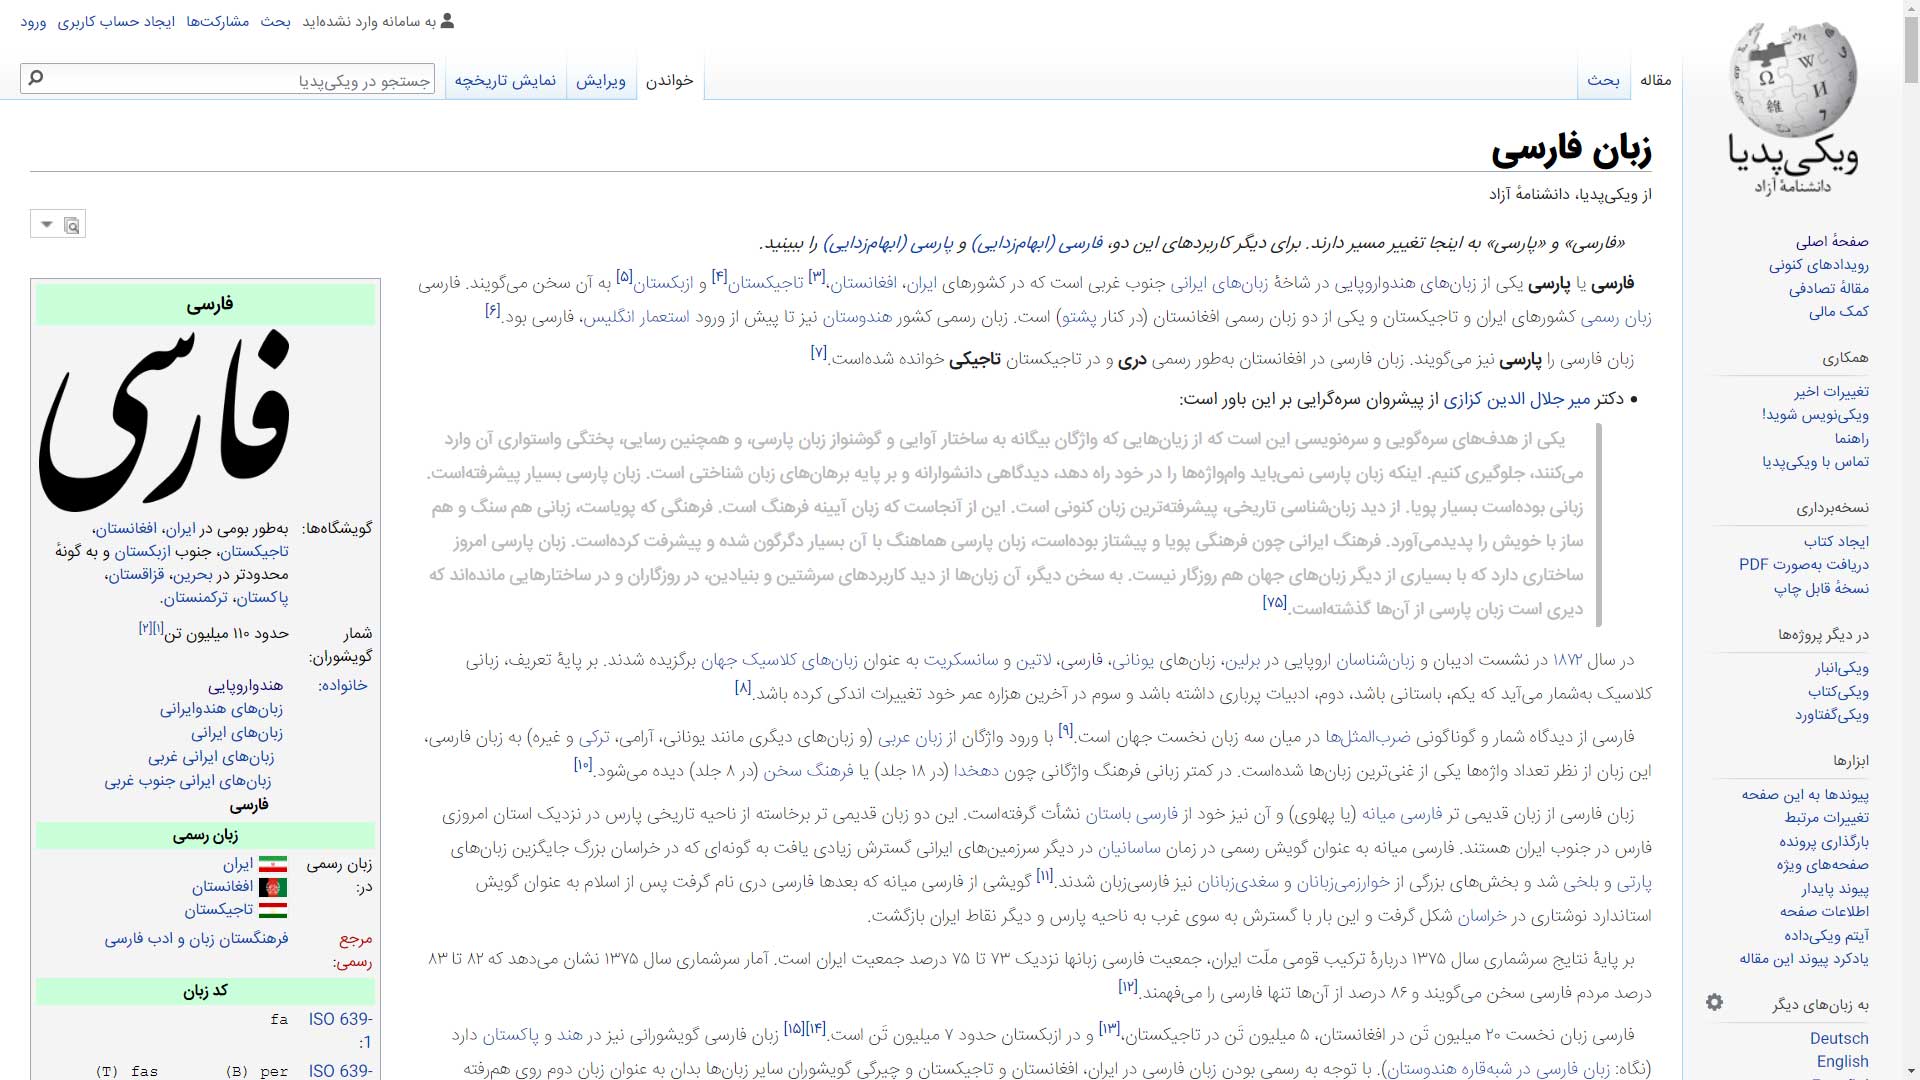 به سامانه وارد نشده‌اید
بحث
مشارکت‌ها
ایجاد حساب کاربری
ورود
مقاله
بحث
خواندن
ویرایش
نمایش تاریخچه
جستجو در ویکی‌پدیا
ویکی‌پدیا
دانشنامهٔ آزاد
زبان فارسی
از ویکی‌پدیا، دانشنامهٔ آزاد
«فارسی» و «پارسی» به اینجا تغییر مسیر دارند. برای دیگر کاربردهای این دو، فارسی (ابهام‌زدایی) و پارسی (ابهام‌زدایی) را ببینید.
فارسی یا پارسی یکی از زبان‌های هندواروپایی در شاخهٔ زبان‌های ایرانی جنوب غربی است که در کشورهای ایران، افغانستان،[۳] تاجیکستان[۴] و ازبکستان[۵] به آن سخن می‌گویند. فارسی
زبان رسمی کشورهای ایران و تاجیکستان و یکی از دو زبان رسمی افغانستان (در کنار پشتو) است. زبان رسمی کشور هندوستان نیز تا پیش از ورود استعمار انگلیس، فارسی بود.[۶]
زبان فارسی را پارسی نیز می‌گویند. زبان فارسی در افغانستان به‌طور رسمی دری و در تاجیکستان تاجیکی خوانده شده‌است.[۷]
• دکتر میر جلال الدین کزازی از پیشروان سره‌گرایی بر این باور است:
یکی از هدف‌های سره‌گویی و سره‌نویسی این است که از زیان‌هایی که واژگان بیگانه به ساختار آوایی و گوشنواز زبان پارسی، و همچنین رسایی، پختگی واستواری آن وارد
می‌کنند، جلوگیری کنیم. اینکه زبان پارسی نمی‌باید وام‌واژه‌ها را در خود راه دهد، دیدگاهی دانشورانه و بر پایه برهان‌های زبان شناختی است. زبان پارسی بسیار پیشرفته‌است.
زبانی بوده‌است بسیار پویا. از دید زبان‌شناسی تاریخی، پیشرفته‌ترین زبان کنونی است. این از آنجاست که زبان آیینه فرهنگ است. فرهنگی که پویاست، زبانی هم سنگ و هم
ساز با خویش را پدیدمی‌آورد. فرهنگ ایرانی چون فرهنگی پویا و پیشتاز بوده‌است، زبان پارسی هماهنگ با آن بسیار دگرگون شده و پیشرفت کرده‌است. زبان پارسی امروز
ساختاری دارد که با بسیاری از دیگر زبان‌های جهان هم روزگار نیست. به سخن دیگر، آن زبان‌ها از دید کاربردهای سرشتین و بنیادین، در روزگاران و در ساختارهایی مانده‌اند که
دیری است زبان پارسی از آن‌ها گذشته‌است.[۷۵]
در سال ۱۸۷۲ در نشست ادیبان و زبان‌شناسان اروپایی در برلین، زبان‌های یونانی، فارسی، لاتین و سانسکریت به عنوان زبان‌های کلاسیک جهان برگزیده شدند. بر پایهٔ تعریف، زبانی
کلاسیک به‌شمار می‌آید که یکم، باستانی باشد، دوم، ادبیات پرباری داشته باشد و سوم در آخرین هزاره عمر خود تغییرات اندکی کرده باشد.[۸]
فارسی از دیدگاه شمار و گوناگونی ضرب‌المثل‌ها در میان سه زبان نخست جهان است.[۹] با ورود واژگان از زبان عربی (و زبان‌های دیگری مانند یونانی، آرامی، ترکی و غیره) به زبان فارسی،
این زبان از نظر تعداد واژه‌ها یکی از غنی‌ترین زبان‌ها شده‌است. در کمتر زبانی فرهنگ واژگانی چون دهخدا (در ۱۸ جلد) یا فرهنگ سخن (در ۸ جلد) دیده می‌شود.[۱۰]
زبان فارسی از زبان قدیمی تر فارسی میانه (یا پهلوی) و آن نیز خود از فارسی باستان نشأت گرفته‌است. این دو زبان قدیمی تر برخاسته از ناحیه تاریخی پارس در نزدیک استان امروزی
فارس در جنوب ایران هستند. فارسی میانه به عنوان گویش رسمی در زمان ساسانیان در دیگر سرزمین‌های ایرانی گسترش زیادی یافت به گونه‌ای که در خراسان بزرگ جایگزین زبان‌های
پارتی و بلخی شد و بخش‌های بزرگی از خوارزمی‌زبانان و سغدی‌زبانان نیز فارسی‌زبان شدند.[۱۱] گویشی از فارسی میانه که بعدها فارسی دری نام گرفت پس از اسلام به عنوان گویش
استاندارد نوشتاری در خراسان شکل گرفت و این بار با گسترش به سوی غرب به ناحیه پارس و دیگر نقاط ایران بازگشت.
بر پایهٔ نتایج سرشماری سال ۱۳۷۵ دربارهٔ ترکیب قومی ملّت ایران، جمعیت فارسی زبانها نزدیک ۷۳ تا ۷۵ درصد جمعیت ایران است. آمار سرشماری سال ۱۳۷۵ نشان می‌دهد که ۸۲ تا ۸۳
درصد مردم فارسی سخن می‌گویند و ۸۶ درصد از آن‌ها تنها فارسی را می‌فهمند.[۱۲]
فارسی زبان نخست ۲۰ میلیون تَن در افغانستان، ۵ میلیون تَن در تاجیکستان،[۱۳] و در ازبکستان حدود ۷ میلیون تَن است.[۱۴][۱۵] زبان فارسی گویشورانی نیز در هند و پاکستان دارد
(نگاه: زبان فارسی در شبه‌قاره هندوستان). با توجه به رسمی بودن زبان فارسی در ایران، افغانستان و تاجیکستان و چیرگی گویشوران سایر زبان‌ها بدان به عنوان زبان دوم روی هم‌رفته
فارسی
فارسی
گویشگاه‌ها:
به‌طور بومی در ایران، افغانستان،
تاجیکستان، جنوب ازبکستان و به گونهٔ
محدودتر در بحرین، قزاقستان،
پاکستان، ترکمنستان.
شمار
گویشوران:
حدود ۱۱۰ میلیون تن[۱][۲]
خانواده:
هندواروپایی
زبان‌های هندوایرانی
زبان‌های ایرانی
زبان‌های ایرانی غربی
زبان‌های ایرانی جنوب غربی
فارسی
زبان رسمی
زبان رسمی
در:
ایران
افغانستان
تاجیکستان
مرجع
رسمی:
فرهنگستان زبان و ادب فارسی
کد زبان
ISO 639-
1:
fa
ISO 639-
per (B)
fas (T)
صفحهٔ اصلی
رویدادهای کنونی
مقالهٔ تصادفی
کمک مالی
همکاری
تغییرات اخیر
ویکی‌نویس شوید!
راهنما
تماس با ویکی‌پدیا
نسخه‌برداری
ایجاد کتاب
دریافت به‌صورت PDF
نسخهٔ قابل چاپ
در دیگر پروژه‌ها
ویکی‌انبار
ویکی‌کتاب
ویکی‌گفتاورد
ابزارها
پیوندها به این صفحه
تغییرات مرتبط
بارگذاری پرونده
صفحه‌های ویژه
پیوند پایدار
اطلاعات صفحه
آیتم ویکی‌داده
یادکرد پیوند این مقاله
به زبان‌های دیگر
Deutsch
English